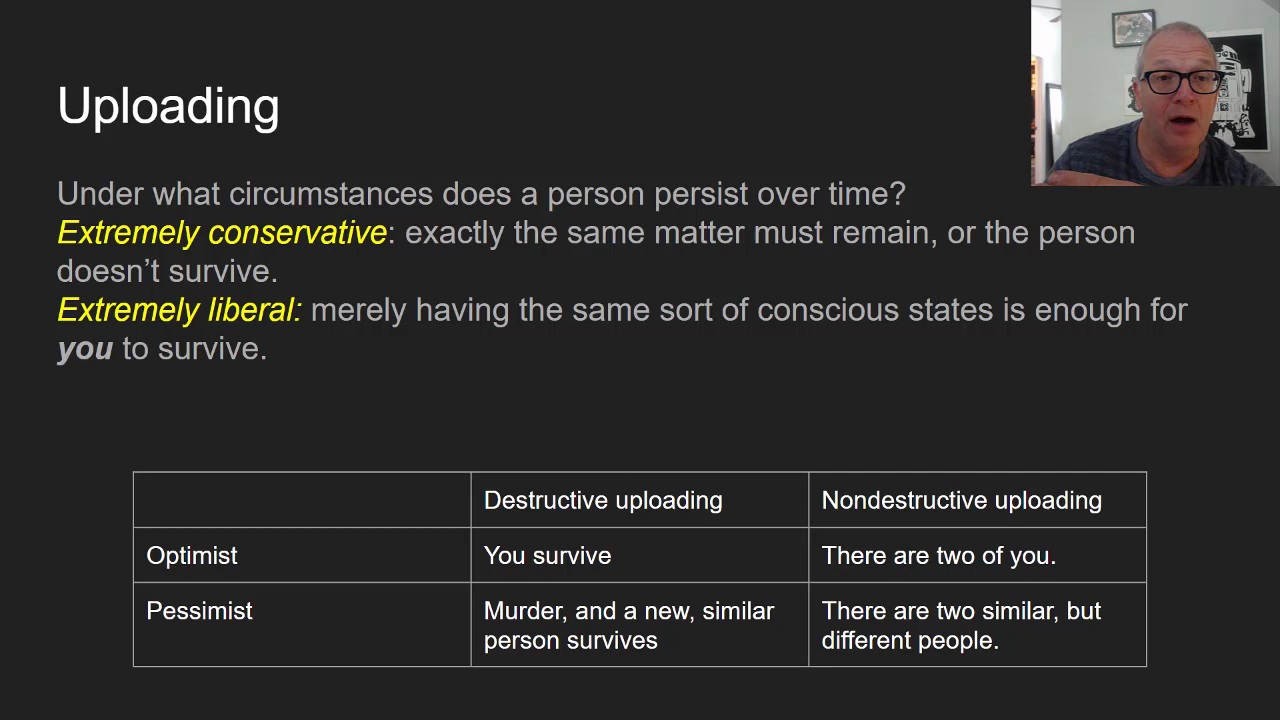 Uploading
Under what circumstances does a person persist over time?
Extremely conservative: exactly the same matter must remain, or the person
doesn’t survive.
Extremely liberal: merely having the same sort of conscious states is enough for
you to survive.
Destructive uploading
Nondestructive uploading
Optimist
You survive
There are two of you.
Pessimist
Murder, and a new, similar
person survives
There are two similar, but
different people.